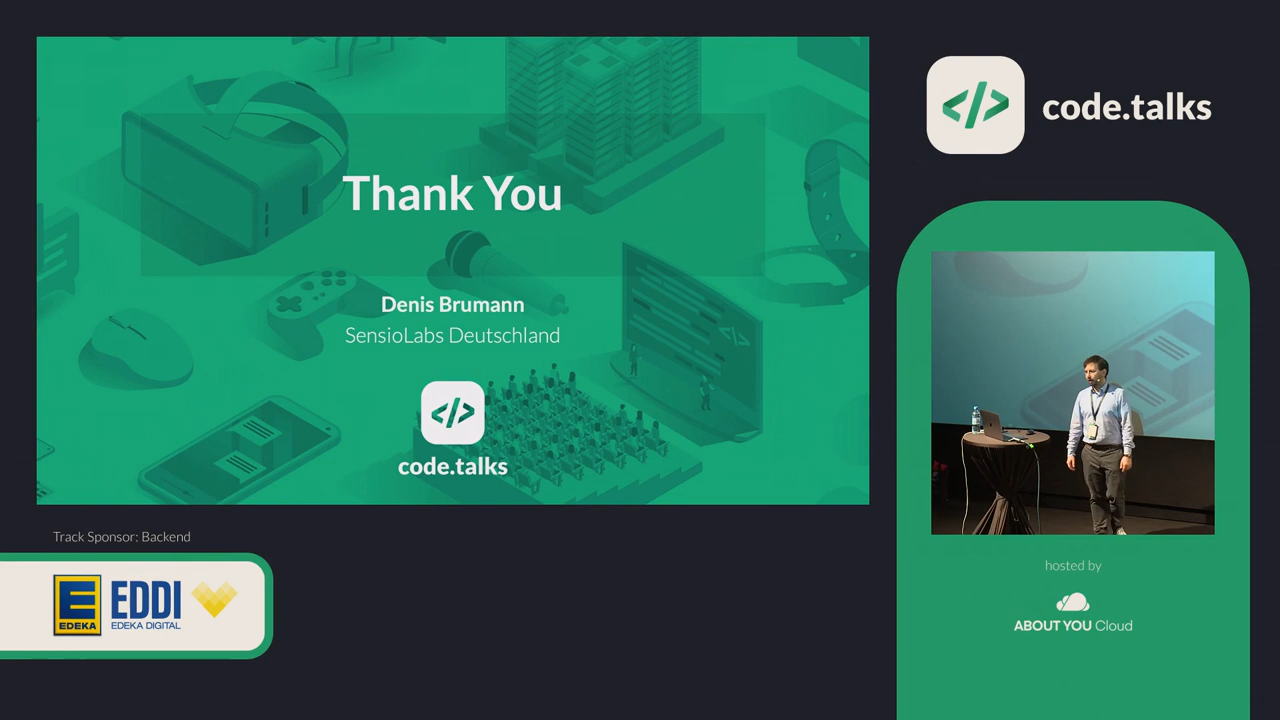 Thank You
Denis Brumann
SensioLabs Deutschland
</>
code.talks
</> code.talks
Track Sponsor: Backend
E EDEKA
EDDI
EDEKA DIGITAL
hosted by
ABOUT YOU Cloud